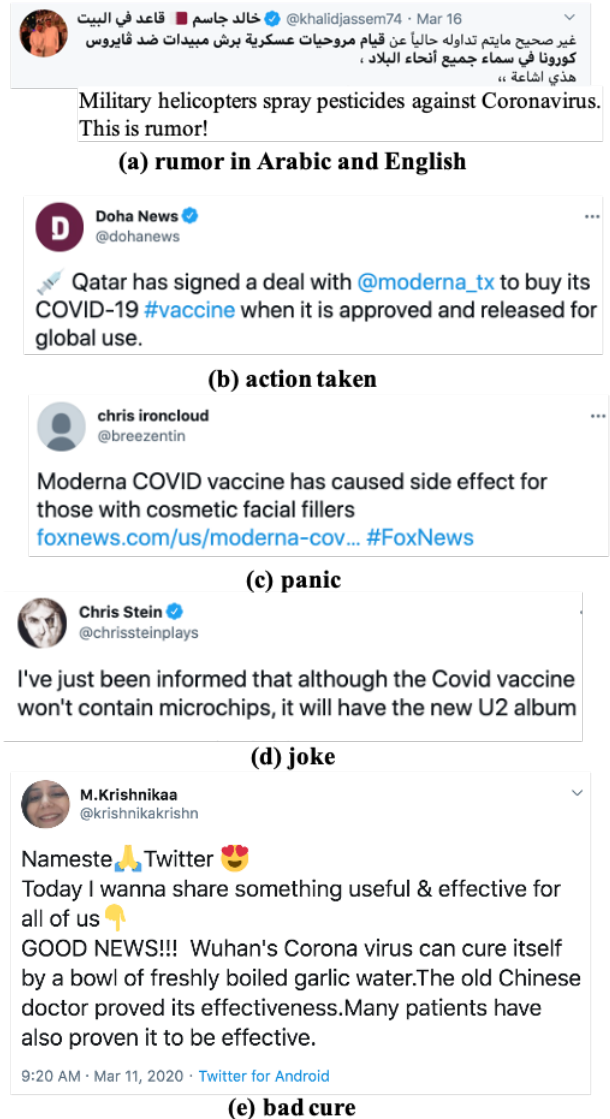 خالد جاسم 🇶🇦 قاعد في البيت @khalidjassem74 · Mar 16
غير صحيح مايتم تداوله حالياً عن قيام مروحيات عسكرية برش مبيدات ضد ڤايروس
كورونا في سماء جميع أنحاء البلاد ،
هذي اشاعة ،،
Military helicopters spray pesticides against Coronavirus.
This is rumor!
(a) rumor in Arabic and English
Doha News
@dohanews
💉 Qatar has signed a deal with @moderna_tx to buy its
COVID-19 #vaccine when it is approved and released for
global use.
(b) action taken
chris ironcloud
@breezentin
Moderna COVID vaccine has caused side effect for
those with cosmetic facial fillers
foxnews.com/us/moderna-cov... #FoxNews
(c) panic
Chris Stein
@chrissteinplays
I've just been informed that although the Covid vaccine
won't contain microchips, it will have the new U2 album
(d) joke
M.Krishnikaa
@krishnikakrishn
Nameste🙏Twitter 😍
Today I wanna share something useful & effective for
all of us👇
GOOD NEWS!!! Wuhan's Corona virus can cure itself
by a bowl of freshly boiled garlic water.The old Chinese
doctor proved its effectiveness.Many patients have
also proven it to be effective.
9:20 AM · Mar 11, 2020 · Twitter for Android
(e) bad cure